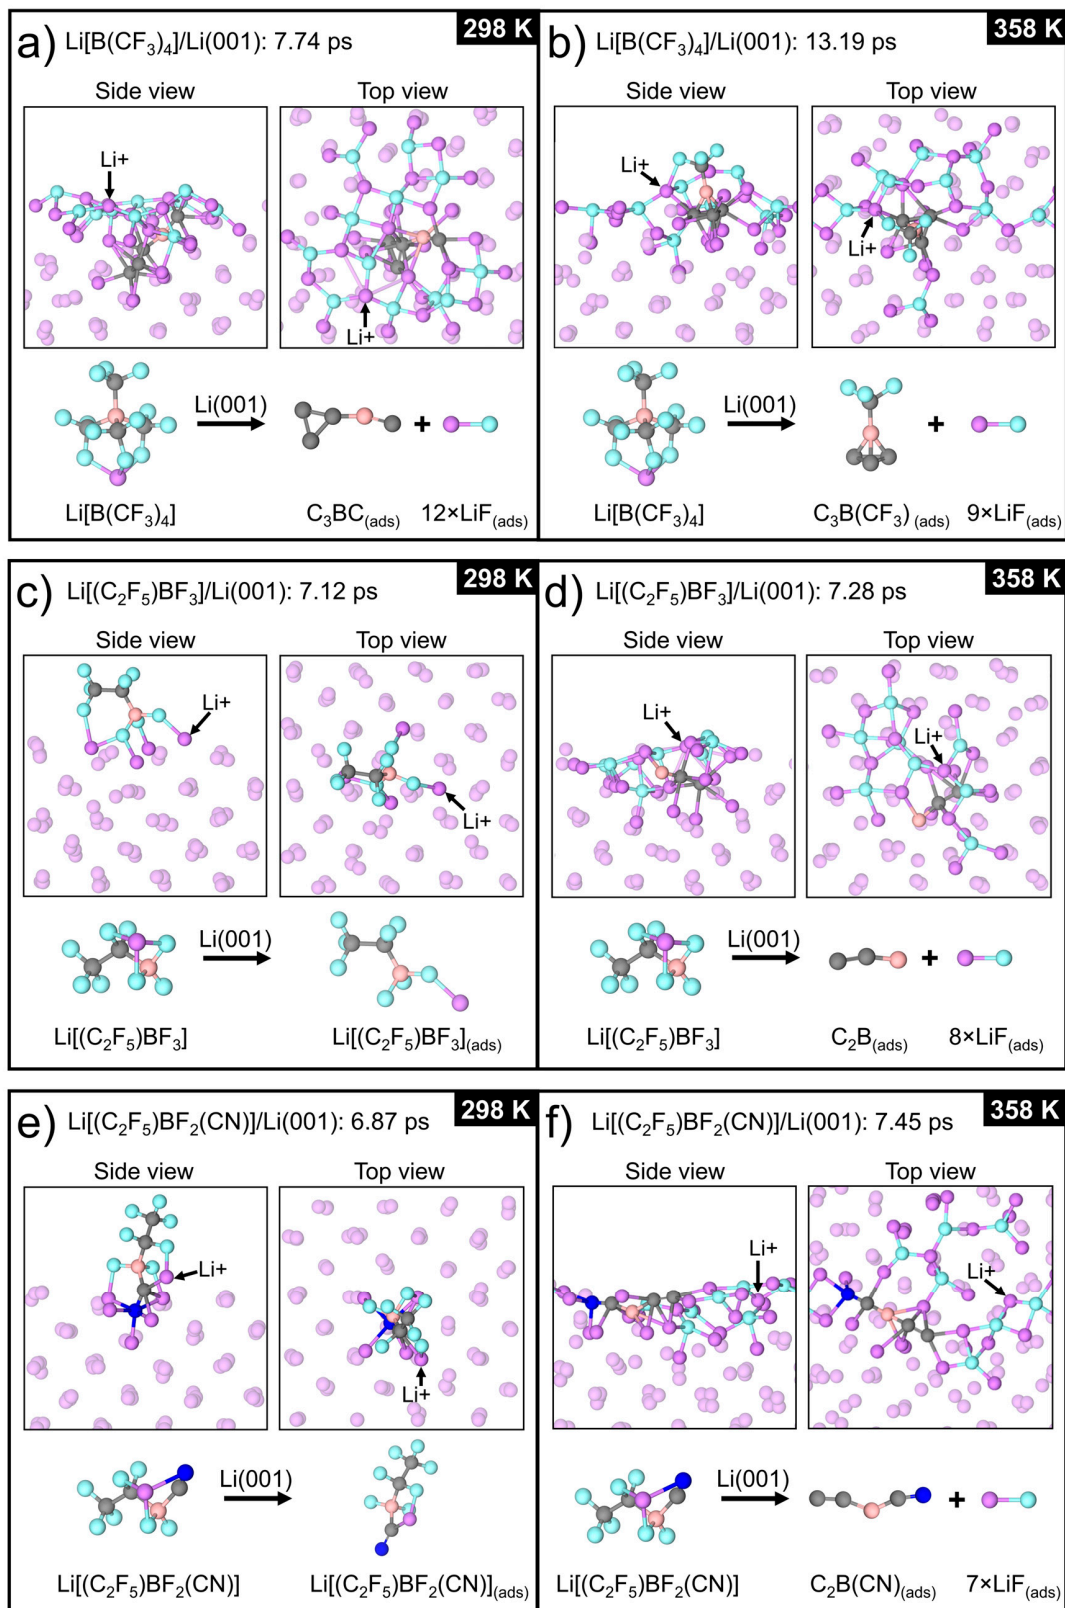 a) Li[B(CF₃)₄]/Li(001): 7.74 ps 298 K
Side view Top view
Li+
Li+
Li(001)
+
Li[B(CF₃)₄] C₃BC(ads) 12×LiF(ads)
b) Li[B(CF₃)₄]/Li(001): 13.19 ps 358 K
Side view Top view
Li+
Li+
Li(001)
+
Li[B(CF₃)₄] C₃B(CF₃)(ads) 9×LiF(ads)
c) Li[(C₂F₅)BF₃]/Li(001): 7.12 ps 298 K
Side view Top view
Li+
Li+
Li(001)
Li[(C₂F₅)BF₃] Li[(C₂F₅)BF₃](ads)
d) Li[(C₂F₅)BF₃]/Li(001): 7.28 ps 358 K
Side view Top view
Li+
Li+
Li(001)
+
Li[(C₂F₅)BF₃] C₂B(ads) 8×LiF(ads)
e) Li[(C₂F₅)BF₂(CN)]/Li(001): 6.87 ps 298 K
Side view Top view
Li+
Li+
Li(001)
Li[(C₂F₅)BF₂(CN)] Li[(C₂F₅)BF₂(CN)](ads)
f) Li[(C₂F₅)BF₂(CN)]/Li(001): 7.45 ps 358 K
Side view Top view
Li+
Li+
Li(001)
+
Li[(C₂F₅)BF₂(CN)] C₂B(CN)(ads) 7×LiF(ads)